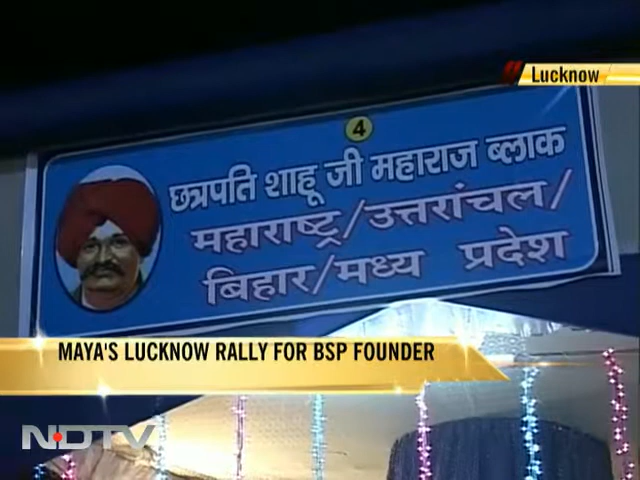 Lucknow
4
छत्रपति शाहू जी महाराज ब्लाक
महाराष्ट्र/उत्तरांचल/
बिहार/मध्य प्रदेश
MAYA'S LUCKNOW RALLY FOR BSP FOUNDER
NDTV